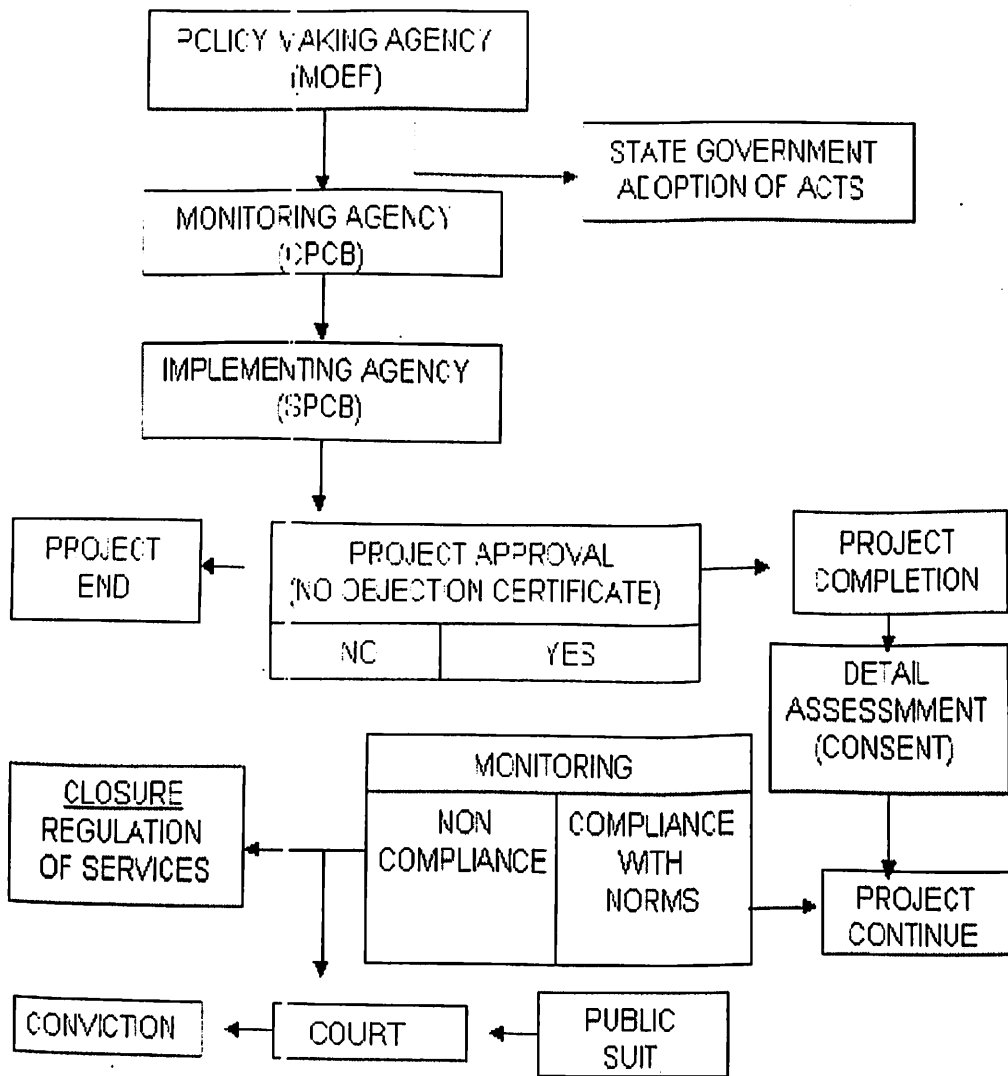 POLICY MAKING AGENCY
(MOEF)
STATE GOVERNMENT
ADOPTION OF ACTS
MONITORING AGENCY
(CPCB)
IMPLEMENTING AGENCY
(SPCB)
PROJECT
END
PROJECT APPROVAL
(NO OBJECTION CERTIFICATE)
NO
YES
PROJECT
COMPLETION
DETAIL
ASSESSMMENT
(CONSENT)
MONITORING
NON
COMPLIANCE
COMPLIANCE
WITH
NORMS
CLOSURE
REGULATION
OF SERVICES
PROJECT
CONTINUE
CONVICTION
COURT
PUBLIC
SUIT